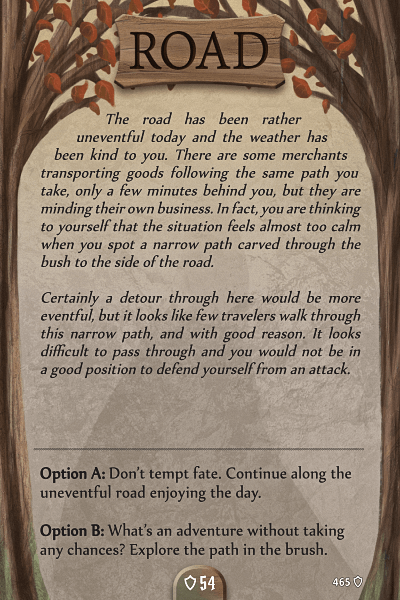 ROAD
The road has been rather
uneventful today and the weather has
been kind to you. There are some merchants
transporting goods following the same path you
take, only a few minutes behind you, but they are
minding their own business. In fact, you are thinking
to yourself that the situation feels almost too calm
when you spot a narrow path carved through the
bush to the side of the road.
Certainly a detour through here would be more
eventful, but it looks like few travelers walk through
this narrow path, and with good reason. It looks
difficult to pass through and you would not be in
a good position to defend yourself from an attack.
Option A: Don't tempt fate. Continue along the
uneventful road enjoying the day.
Option B: What's an adventure without taking
any chances? Explore the path in the brush.
54
465